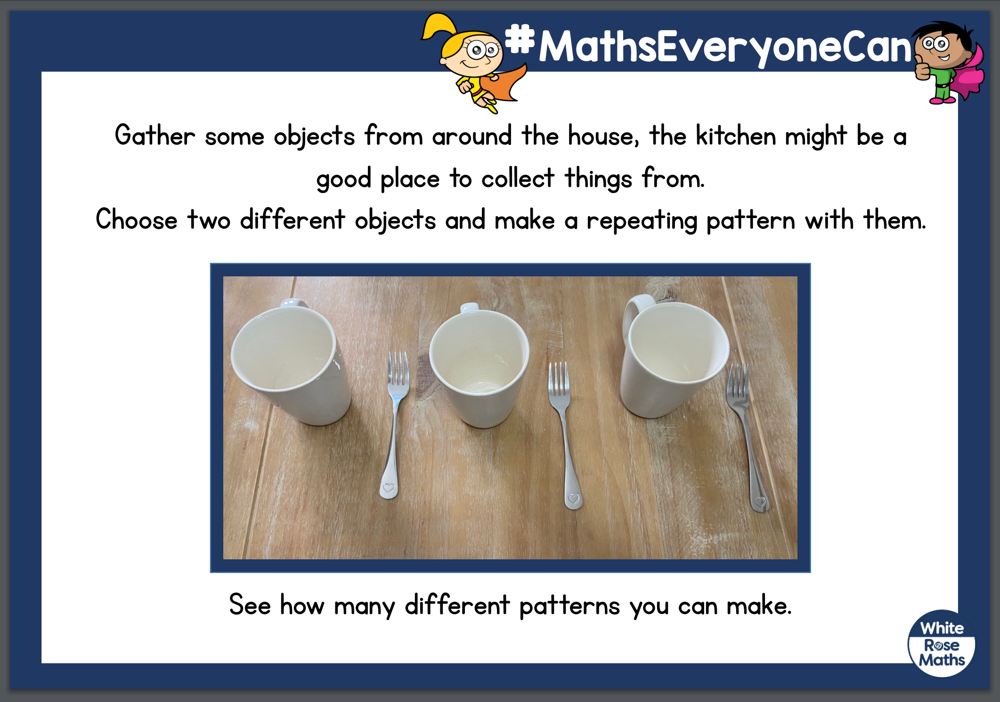 #MathsEveryoneCan
Gather some objects from around the house, the kitchen might be a
good place to collect things from.
Choose two different objects and make a repeating pattern with them.
See how many different patterns you can make.
White
Rose
Maths